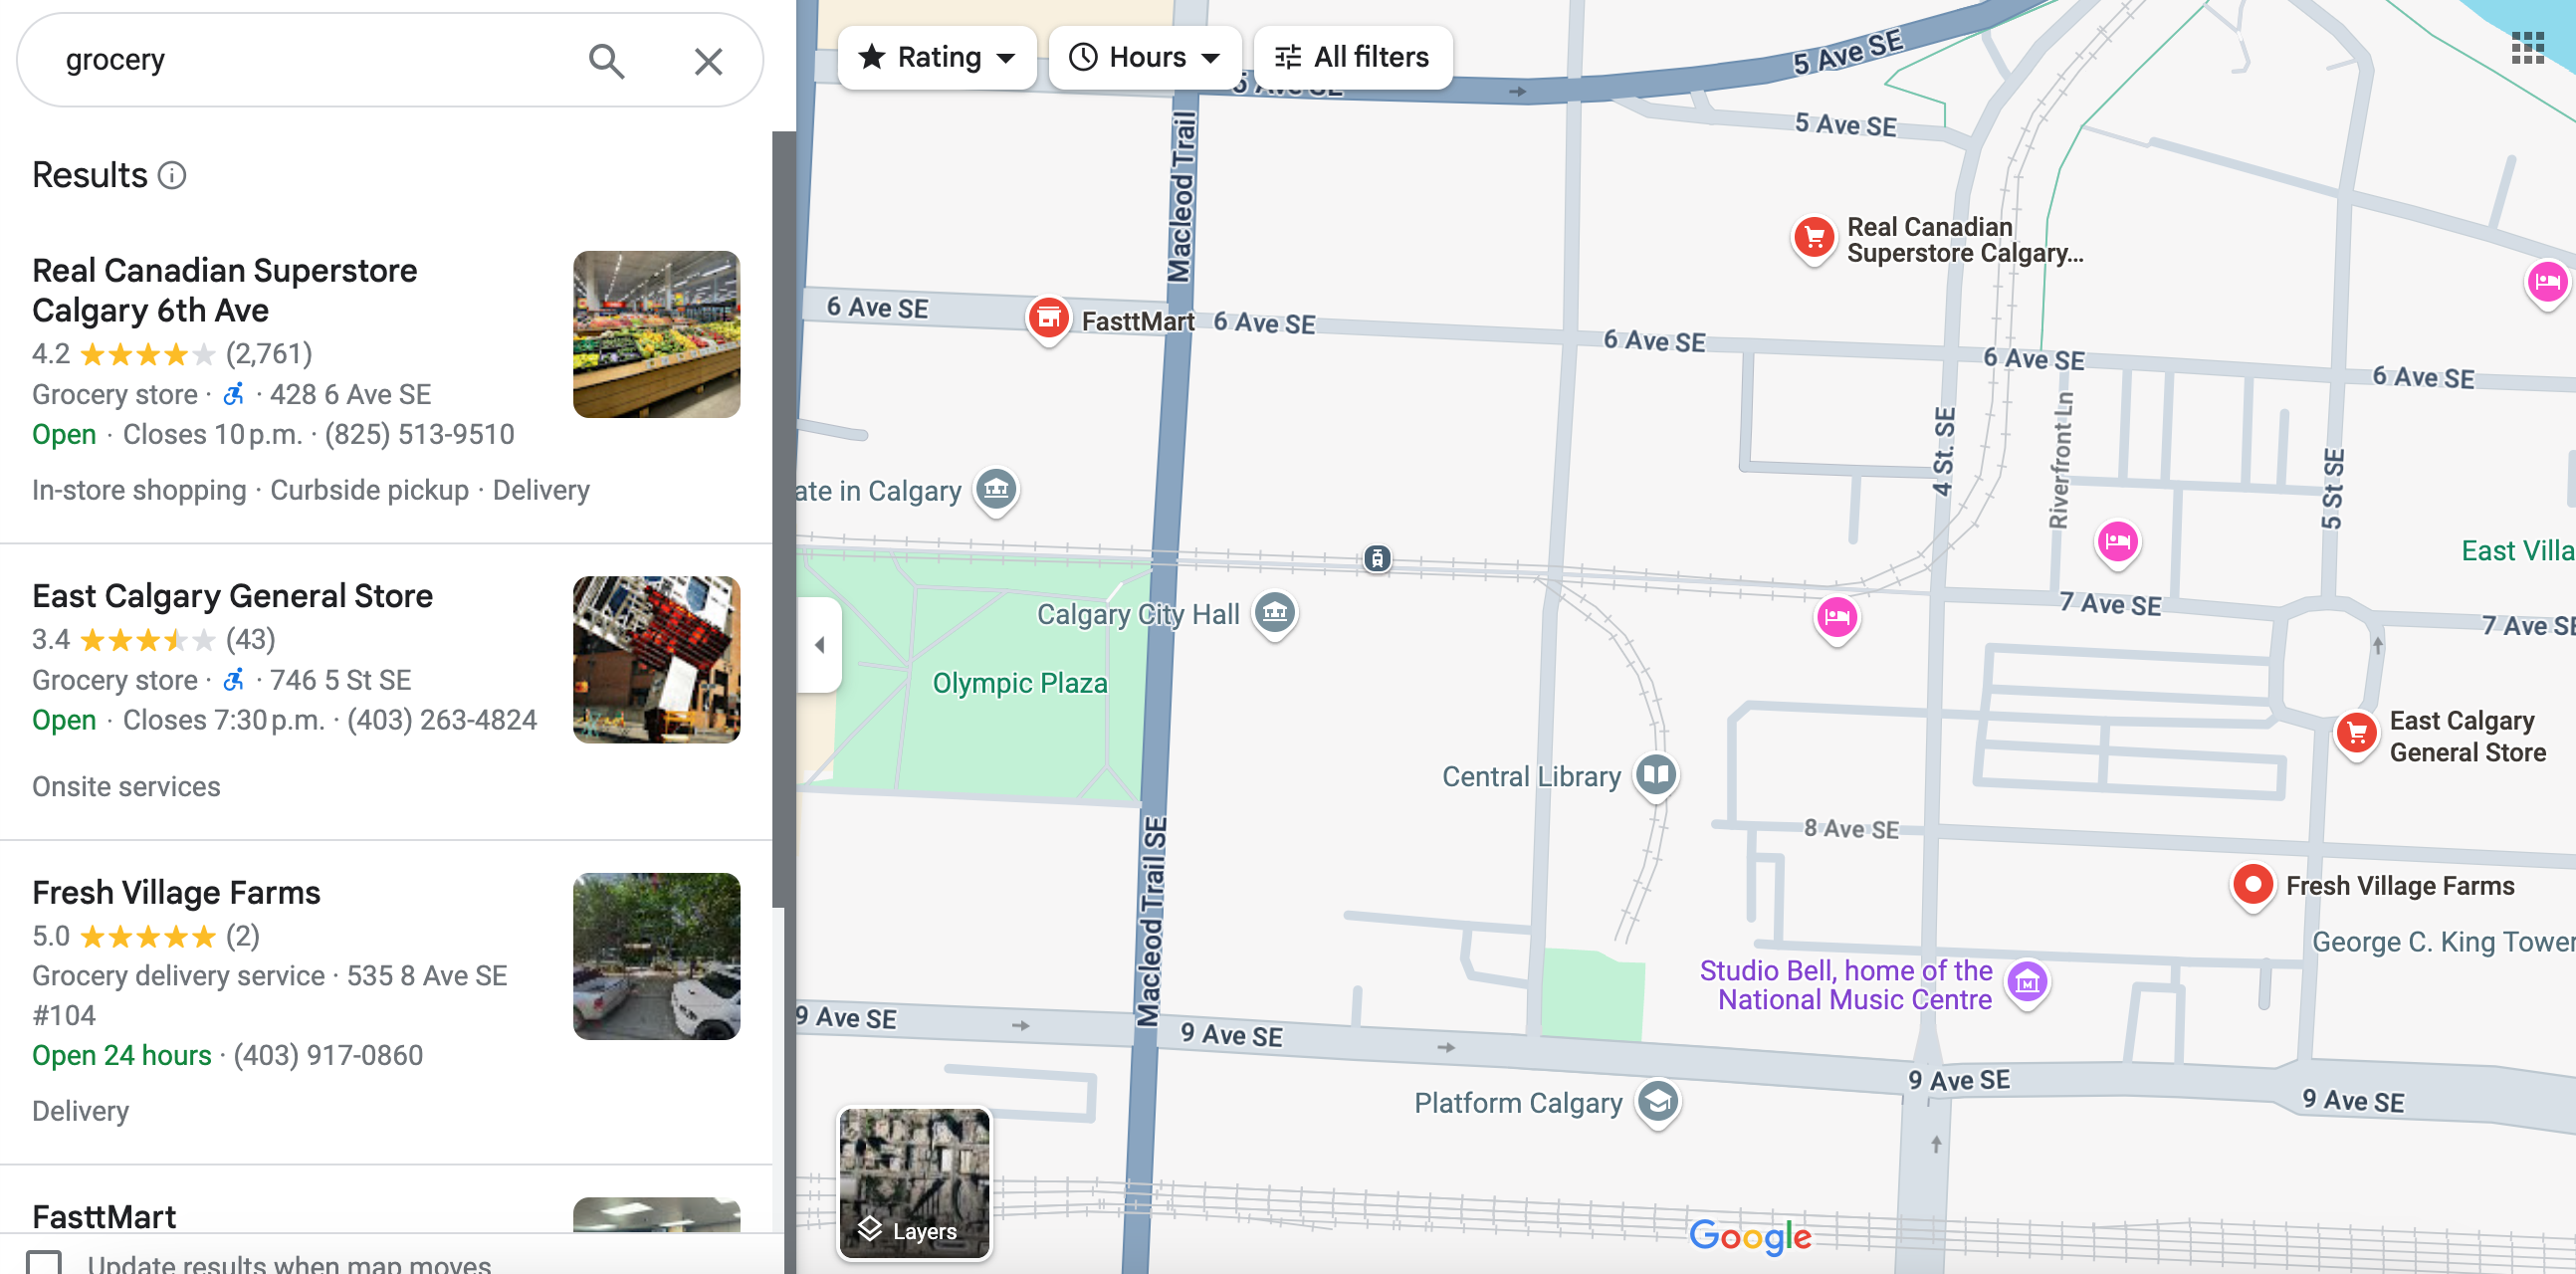 grocery
Results
Real Canadian Superstore
Calgary 6th Ave
4.2 (2,761)
Grocery store · · 428 6 Ave SE
Open · Closes 10 p.m. · (825) 513-9510
In-store shopping · Curbside pickup · Delivery
East Calgary General Store
3.4 (43)
Grocery store · · 746 5 St SE
Open · Closes 7:30 p.m. · (403) 263-4824
Onsite services
Fresh Village Farms
5.0 (2)
Grocery delivery service · 535 8 Ave SE
#104
Open 24 hours · (403) 917-0860
Delivery
FasttMart
Update results when map moves
Rating
Hours
All filters
5 Ave SE
5 Ave SE
5 Ave SE
Macleod Trail
Real Canadian
Superstore Calgary...
6 Ave SE
FasttMart
6 Ave SE
6 Ave SE
6 Ave SE
6 Ave SE
4 St. SE
Riverfront Ln
5 St SE
ate in Calgary
East Villa
Calgary City Hall
7 Ave SE
7 Ave SE
Olympic Plaza
East Calgary
General Store
Central Library
8 Ave SE
Macleod Trail SE
Fresh Village Farms
George C. King Tower
Studio Bell, home of the
National Music Centre
9 Ave SE
9 Ave SE
9 Ave SE
9 Ave SE
Platform Calgary
Layers
Google